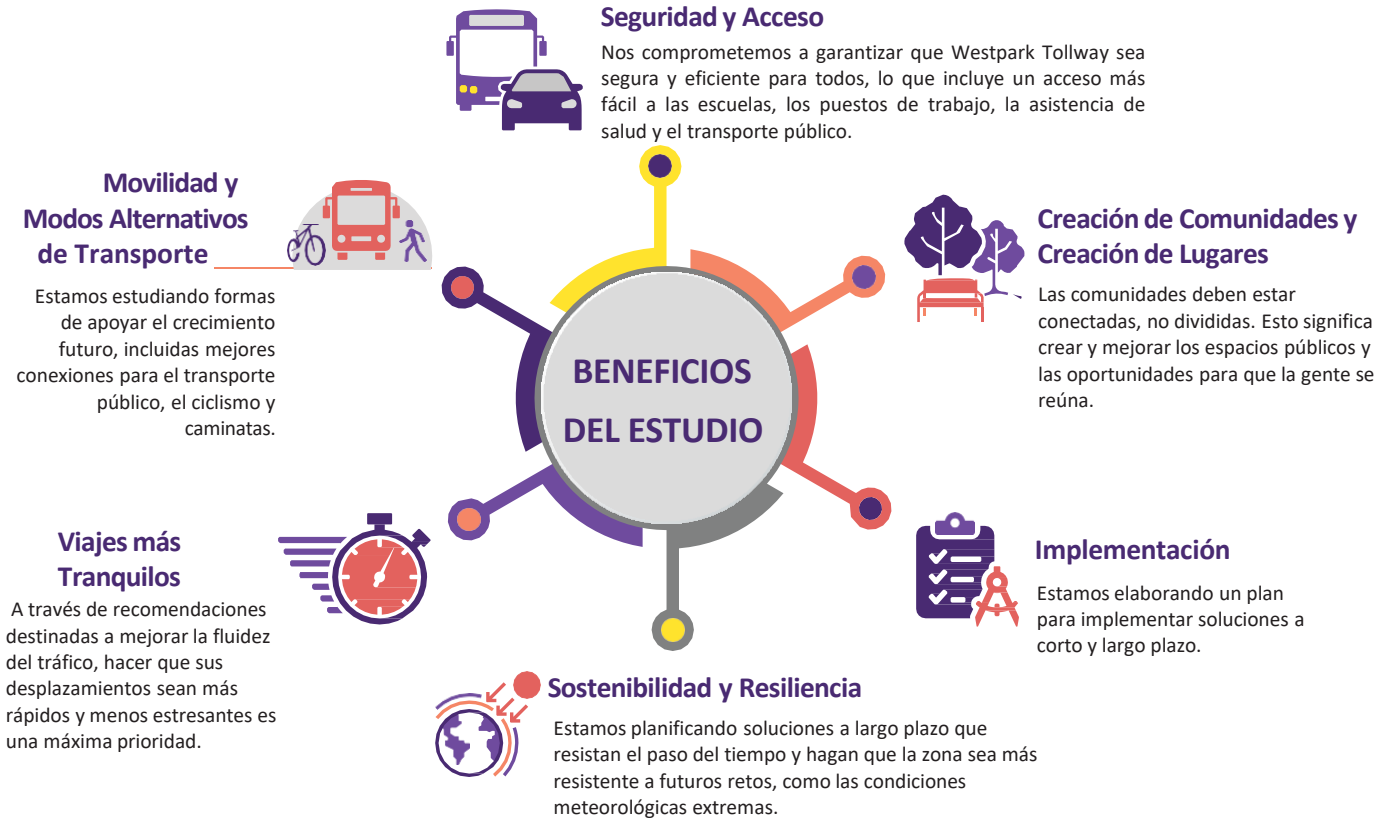 Seguridad y Acceso
Nos comprometemos a garantizar que Westpark Tollway sea
segura y eficiente para todos, lo que incluye un acceso más
fácil a las escuelas, los puestos de trabajo, la asistencia de
salud y el transporte público.
Movilidad y
Modos Alternativos
de Transporte
Estamos estudiando formas
de apoyar el crecimiento
futuro, incluidas mejores
conexiones para el transporte
público, el ciclismo y
caminatas.
Creación de Comunidades y
Creación de Lugares
Las comunidades deben estar
conectadas, no divididas. Esto significa
crear y mejorar los espacios públicos y
las oportunidades para que la gente se
reúna.
BENEFICIOS
DEL ESTUDIO
Viajes más
Tranquilos
A través de recomendaciones
destinadas a mejorar la fluidez
del tráfico, hacer que sus
desplazamientos sean más
rápidos y menos estresantes es
una máxima prioridad.
Implementación
Estamos elaborando un plan
para implementar soluciones a
corto y largo plazo.
Sostenibilidad y Resiliencia
Estamos planificando soluciones a largo plazo que
resistan el paso del tiempo y hagan que la zona sea más
resistente a futuros retos, como las condiciones
meteorológicas extremas.